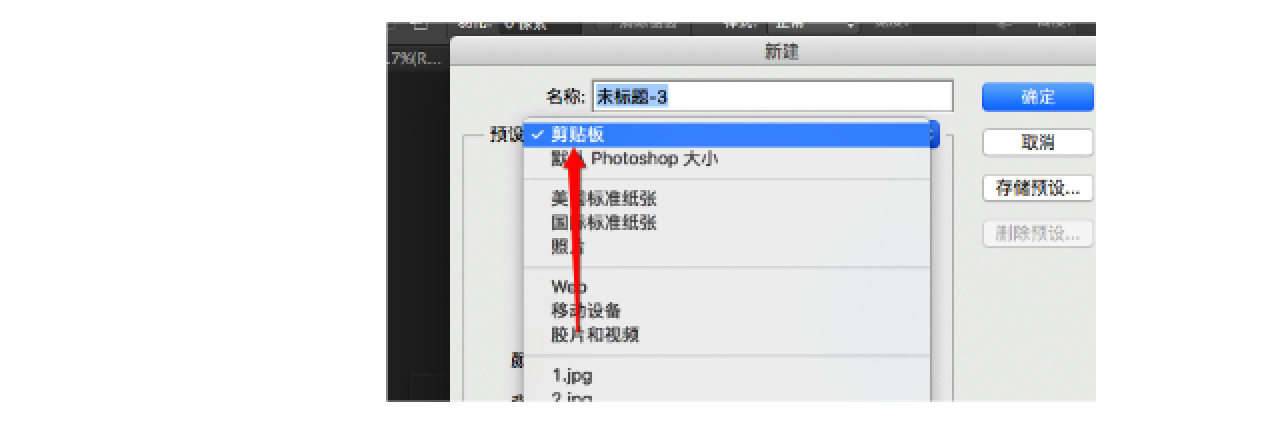 7%(R...
新建
名称: 未标题-3
确定
预设
✓ 剪贴板
取消
Photoshop 大小
存储预设...
美国标准纸张
国际标准纸张
删除预设...
照片
Web
移动设备
胶片和视频
1.jpg
2.jpg